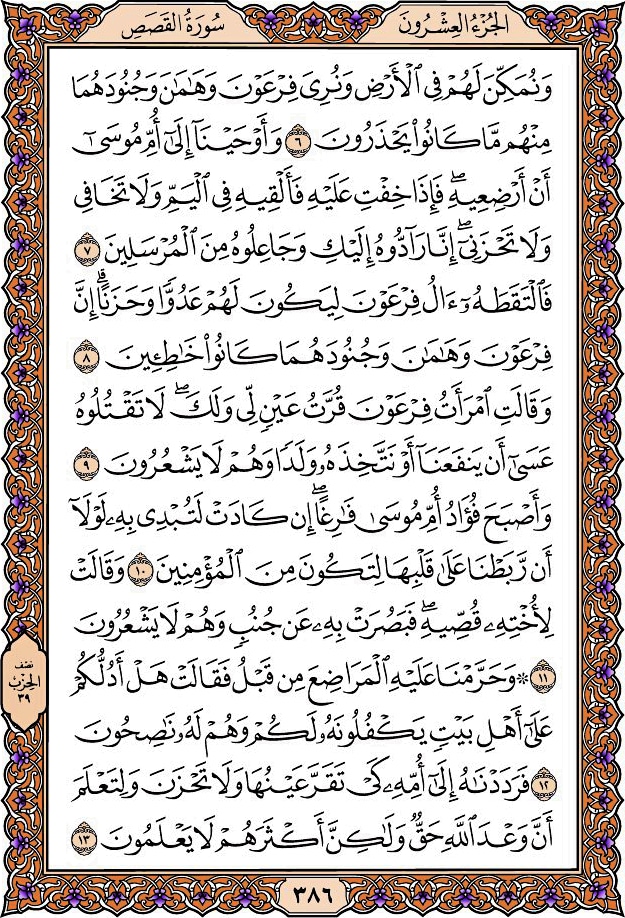 الجُزْءُ العِشْرُونَ
سُورَةُ القَصَصِ
وَنُمَكِّنَ لَهُمْ فِي ٱلْأَرْضِ وَنُرِيَ فِرْعَوْنَ وَهَٰمَٰنَ وَجُنُودَهُمَا
مِنْهُم مَّا كَانُوا۟ يَحْذَرُونَ ٦ وَأَوْحَيْنَآ إِلَىٰٓ أُمِّ مُوسَىٰٓ
أَنْ أَرْضِعِيهِ ۖ فَإِذَا خِفْتِ عَلَيْهِ فَأَلْقِيهِ فِي ٱلْيَمِّ وَلَا تَخَافِي
وَلَا تَحْزَنِيٓ ۖ إِنَّا رَآدُّوهُ إِلَيْكِ وَجَاعِلُوهُ مِنَ ٱلْمُرْسَلِينَ ٧
فَٱلْتَقَطَهُۥٓ ءَالُ فِرْعَوْنَ لِيَكُونَ لَهُمْ عَدُوًّا وَحَزَنًا ۗ إِنَّ
فِرْعَوْنَ وَهَٰمَٰنَ وَجُنُودَهُمَا كَانُوا۟ خَٰطِـِٔينَ ٨
وَقَالَتِ ٱمْرَأَتُ فِرْعَوْنَ قُرَّتُ عَيْنٍ لِّي وَلَكَ ۖ لَا تَقْتُلُوهُ
عَسَىٰٓ أَن يَنفَعَنَآ أَوْ نَتَّخِذَهُۥ وَلَدًا وَهُمْ لَا يَشْعُرُونَ ٩
وَأَصْبَحَ فُؤَادُ أُمِّ مُوسَىٰ فَٰرِغًا ۖ إِن كَادَتْ لَتُبْدِي بِهِۦ لَوْلَآ
أَن رَّبَطْنَا عَلَىٰ قَلْبِهَا لِتَكُونَ مِنَ ٱلْمُؤْمِنِينَ ١٠ وَقَالَتْ
لِأُخْتِهِۦ قُصِّيهِ ۖ فَبَصُرَتْ بِهِۦ عَن جُنُبٍ وَهُمْ لَا يَشْعُرُونَ
١١ ۞ وَحَرَّمْنَا عَلَيْهِ ٱلْمَرَاضِعَ مِن قَبْلُ فَقَالَتْ هَلْ أَدُلُّكُمْ
عَلَىٰٓ أَهْلِ بَيْتٍ يَكْفُلُونَهُۥ لَكُمْ وَهُمْ لَهُۥ نَٰصِحُونَ
١٢ فَرَدَدْنَٰهُ إِلَىٰٓ أُمِّهِۦ كَيْ تَقَرَّ عَيْنُهَا وَلَا تَحْزَنَ وَلِتَعْلَمَ
أَنَّ وَعْدَ ٱللَّهِ حَقٌّ وَلَٰكِنَّ أَكْثَرَهُمْ لَا يَعْلَمُونَ ١٣
نصف
الحزب
٣٩
٣٨٦